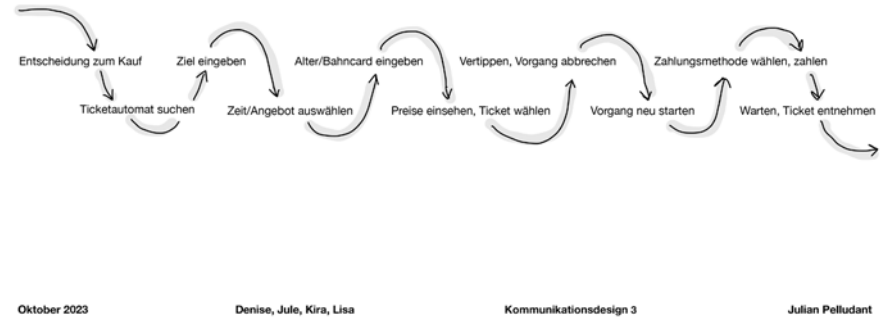 Entscheidung zum Kauf
Ticketautomat suchen
Ziel eingeben
Zeit/Angebot auswählen
Alter/Bahncard eingeben
Preise einsehen, Ticket wählen
Vertippen, Vorgang abbrechen
Vorgang neu starten
Zahlungsmethode wählen, zahlen
Warten, Ticket entnehmen
Oktober 2023
Denise, Jule, Kira, Lisa
Kommunikationsdesign 3
Julian Pelludant